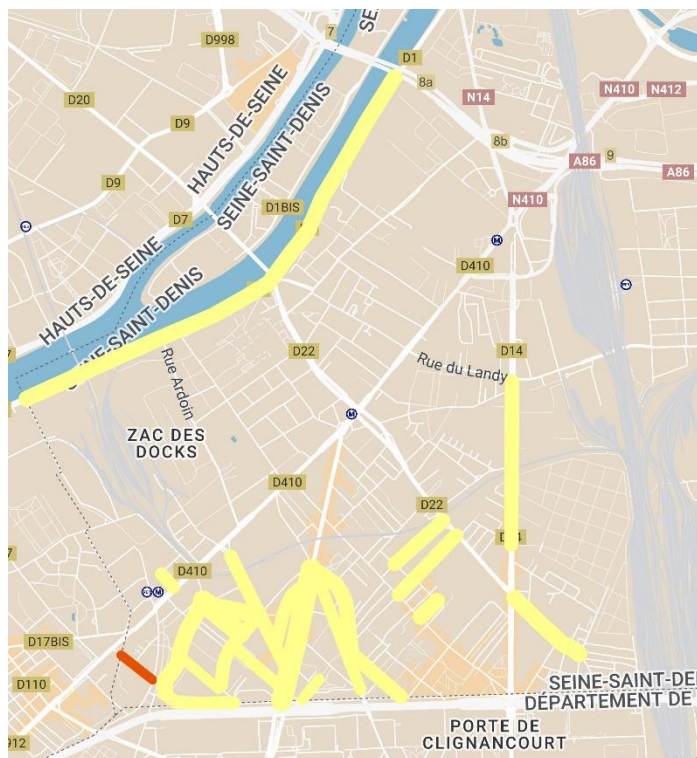 SE
7
D998
D1
8a
D20
N14
N410
N412
HAUTS-DE-SEINE
SEINE-SAINT-DENIS
D9
8b
9
A86
A86
D9
N410
D1BIS
D7
D410
HAUTS-DE-SEINE
SEINE-SAINT-DENIS
D22
D14
Rue du Landy
Rue Ardoin
ZAC DES
DOCKS
D410
D22
D410
D17BIS
D110
912
SEINE-SAINT-DE
DÉPARTEMENT DE
PORTE DE
CLIGNANCOURT